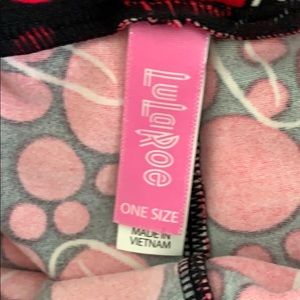 LuLaRoe
ONE SIZE
MADE IN
VIETNAM